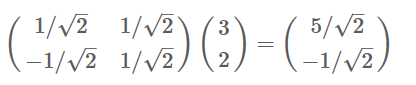 ( 1/√2 1/√2 ) ( 3 ) = ( 5/√2 )
( −1/√2 1/√2 ) ( 2 ) ( −1/√2 )